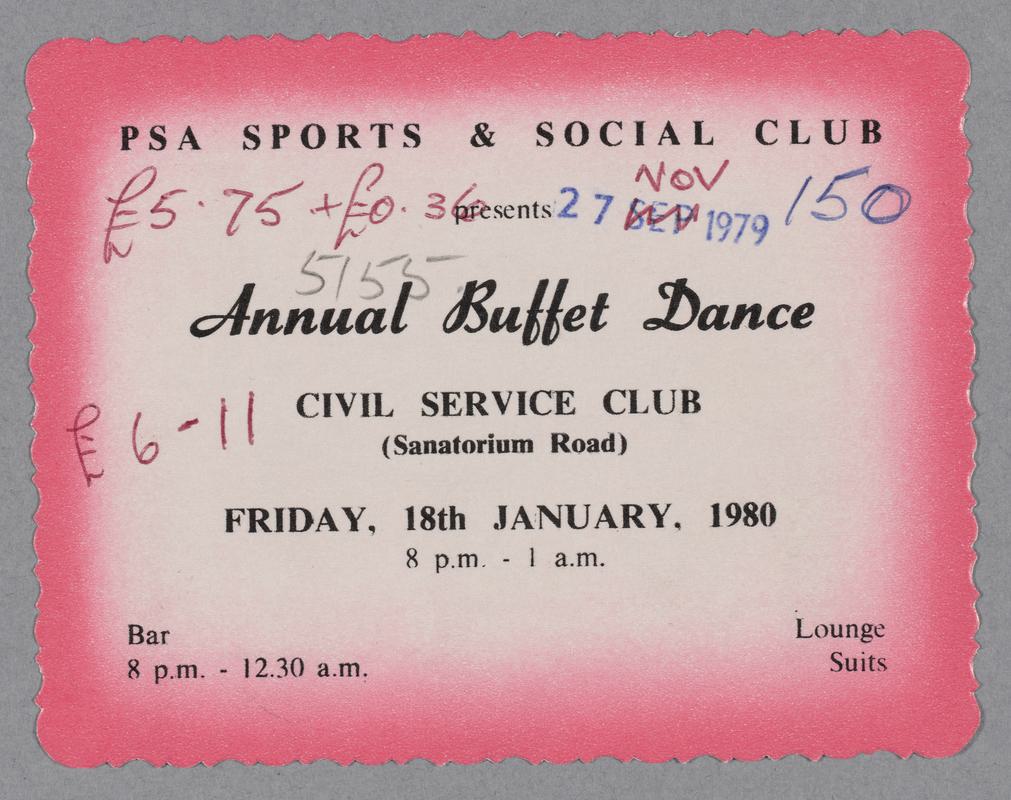 PSA SPORTS & SOCIAL CLUB
NOV
£5.75 + £0.36 presents 27 SEP 1979 150
5155
Annual Buffet Dance
CIVIL SERVICE CLUB
£6-11
(Sanatorium Road)
FRIDAY, 18th JANUARY, 1980
8 p.m. - 1 a.m.
Bar
8 p.m. - 12.30 a.m.
Lounge
Suits